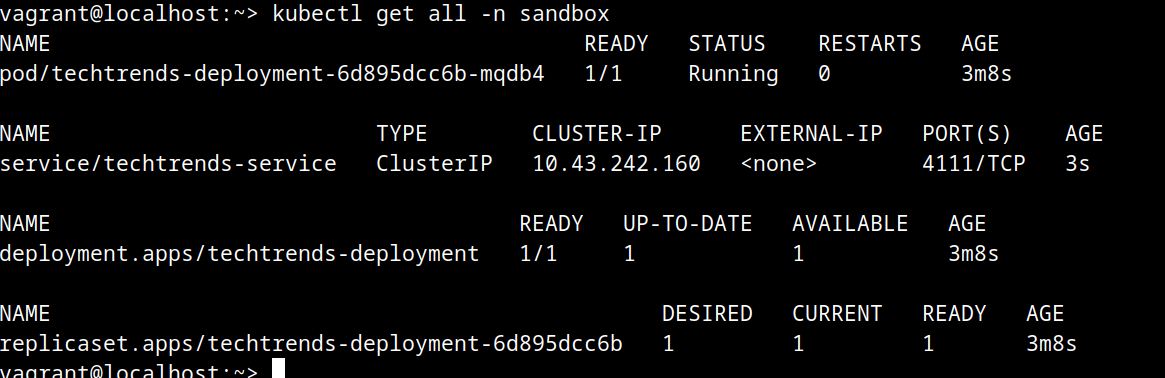 vagrant@localhost:~> kubectl get all -n sandbox
NAME READY STATUS RESTARTS AGE
pod/techtrends-deployment-6d895dcc6b-mqdb4 1/1 Running 0 3m8s
NAME TYPE CLUSTER-IP EXTERNAL-IP PORT(S) AGE
service/techtrends-service ClusterIP 10.43.242.160 <none> 4111/TCP 3s
NAME READY UP-TO-DATE AVAILABLE AGE
deployment.apps/techtrends-deployment 1/1 1 1 3m8s
NAME DESIRED CURRENT READY AGE
replicaset.apps/techtrends-deployment-6d895dcc6b 1 1 1 3m8s
vagrant@localhost:~>